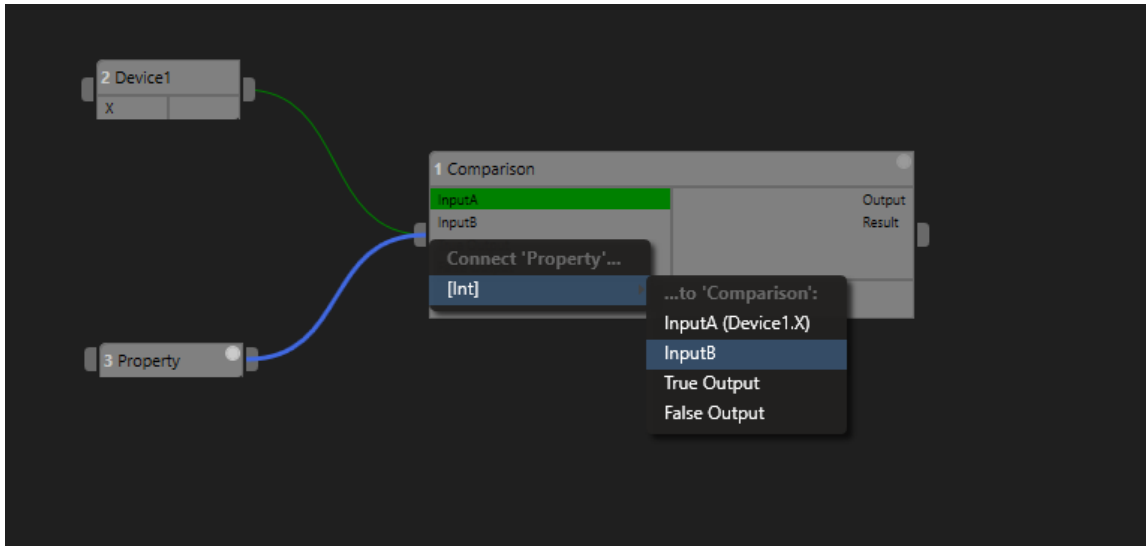 2 Device1
X
1 Comparison
InputA
Output
InputB
Result
Connect 'Property'...
[Int]
...to 'Comparison':
InputA (Device1.X)
InputB
True Output
False Output
3 Property